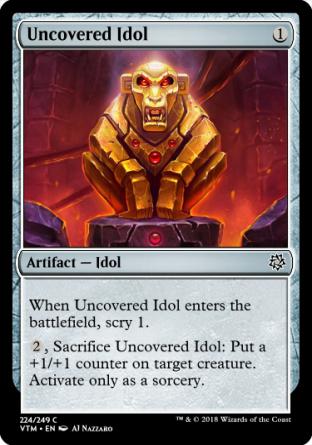 Uncovered Idol 1
Artifact — Idol
When Uncovered Idol enters the
battlefield, scry 1.
2, Sacrifice Uncovered Idol: Put a
+1/+1 counter on target creature.
Activate only as a sorcery.
224/249 C
VTM • EN AJ Nazzaro
™ & © 2018 Wizards of the Coast